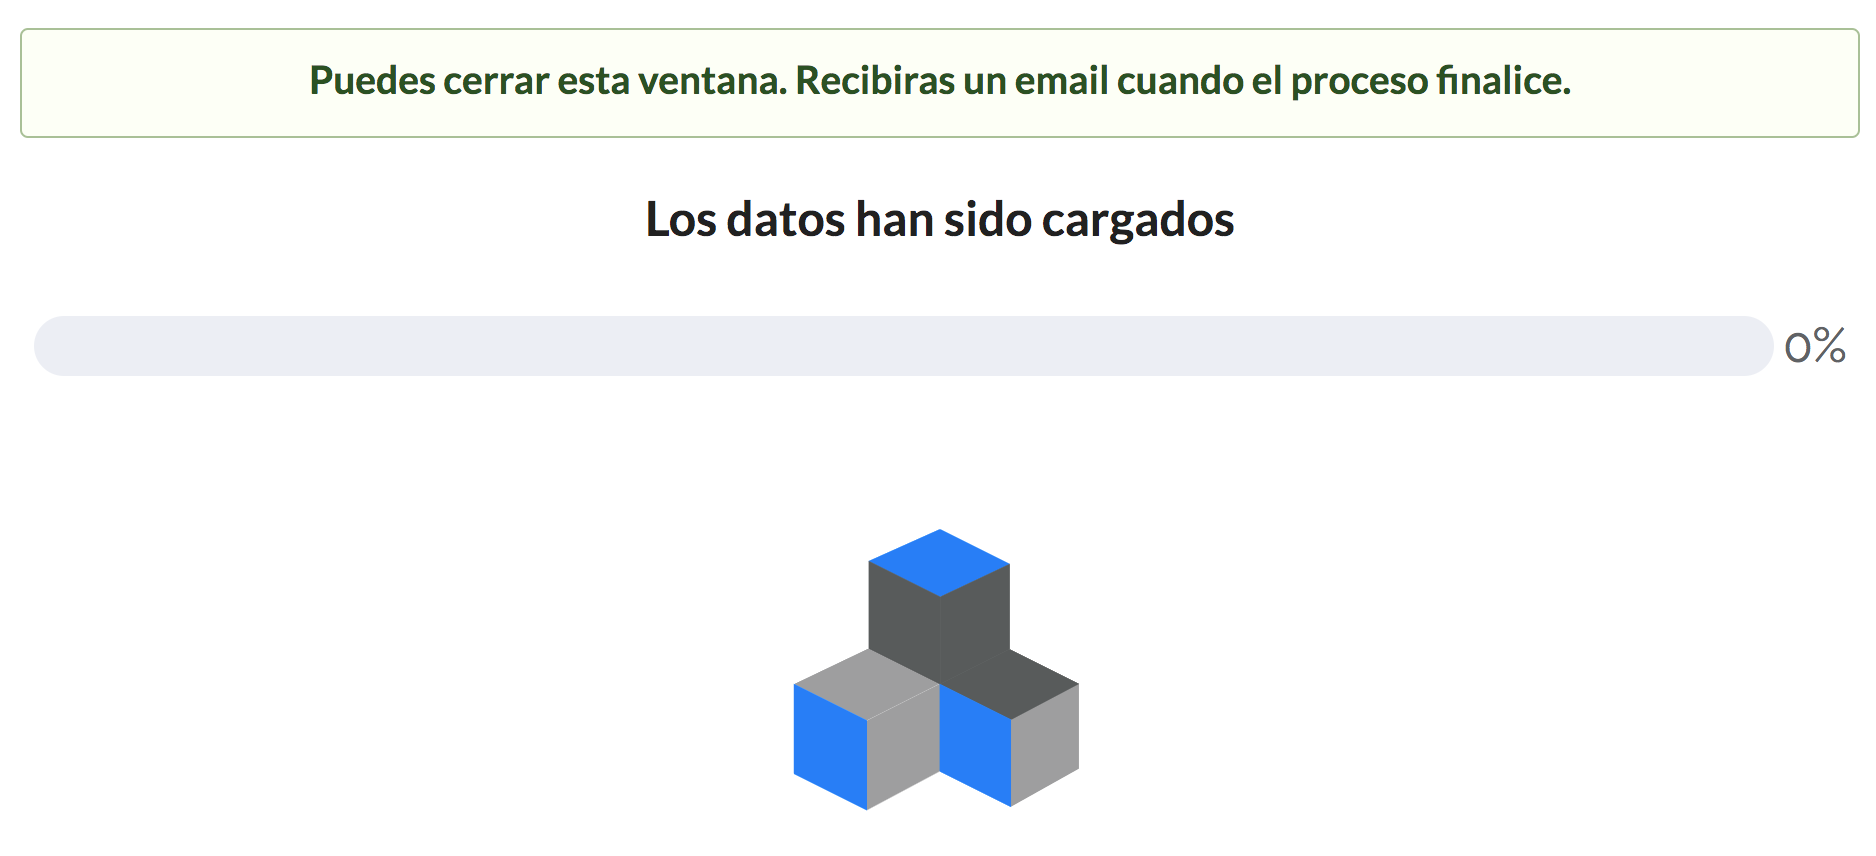 Puedes cerrar esta ventana. Recibiras un email cuando el proceso finalice.
Los datos han sido cargados
0%